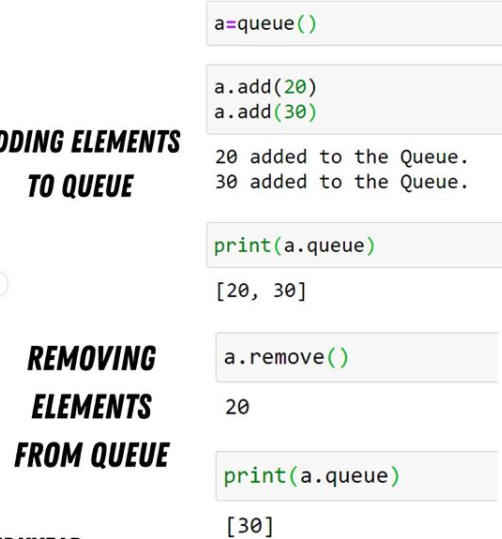 a=queue()
a.add(20)
a.add(30)
DDING ELEMENTS
TO QUEUE
20 added to the Queue.
30 added to the Queue.
print(a.queue)
[20, 30]
REMOVING
ELEMENTS
FROM QUEUE
a.remove()
20
print(a.queue)
[30]